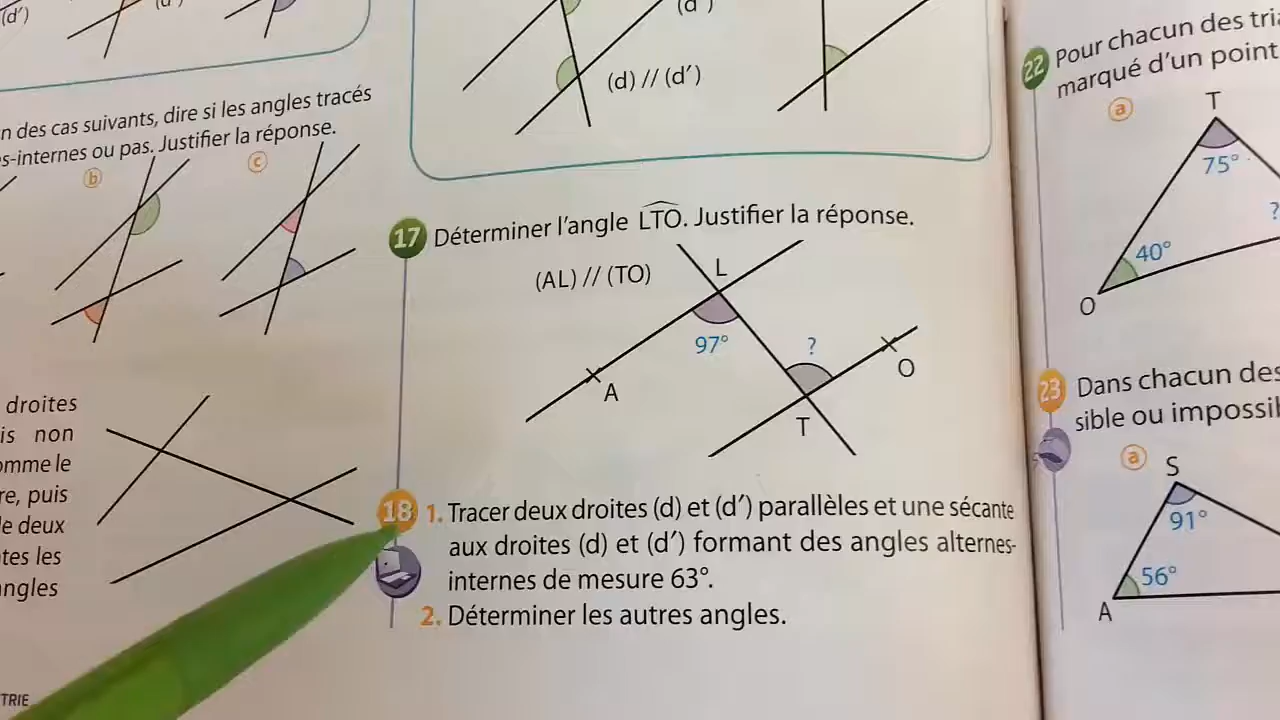 (d')
n des cas suivants, dire si les angles tracés
s-internes ou pas. Justifier la réponse.
b
c
droites
is non
omme le
re, puis
le deux
tes les
ngles
TRIE
(d) // (d')
17 Déterminer l'angle LTO. Justifier la réponse.
(AL) // (TO)
L
97°
?
A
O
T
18 1. Tracer deux droites (d) et (d') parallèles et une sécante
aux droites (d) et (d') formant des angles alternes-
internes de mesure 63°.
2. Déterminer les autres angles.
22 Pour chacun des tri
marqué d'un point
a
T
75°
?
40°
O
23 Dans chacun des
sible ou impossib
a
S
91°
56°
A